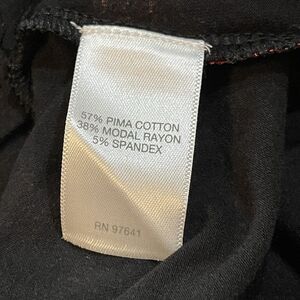 57% PIMA COTTON
38% MODAL RAYON
5% SPANDEX
RN 97641